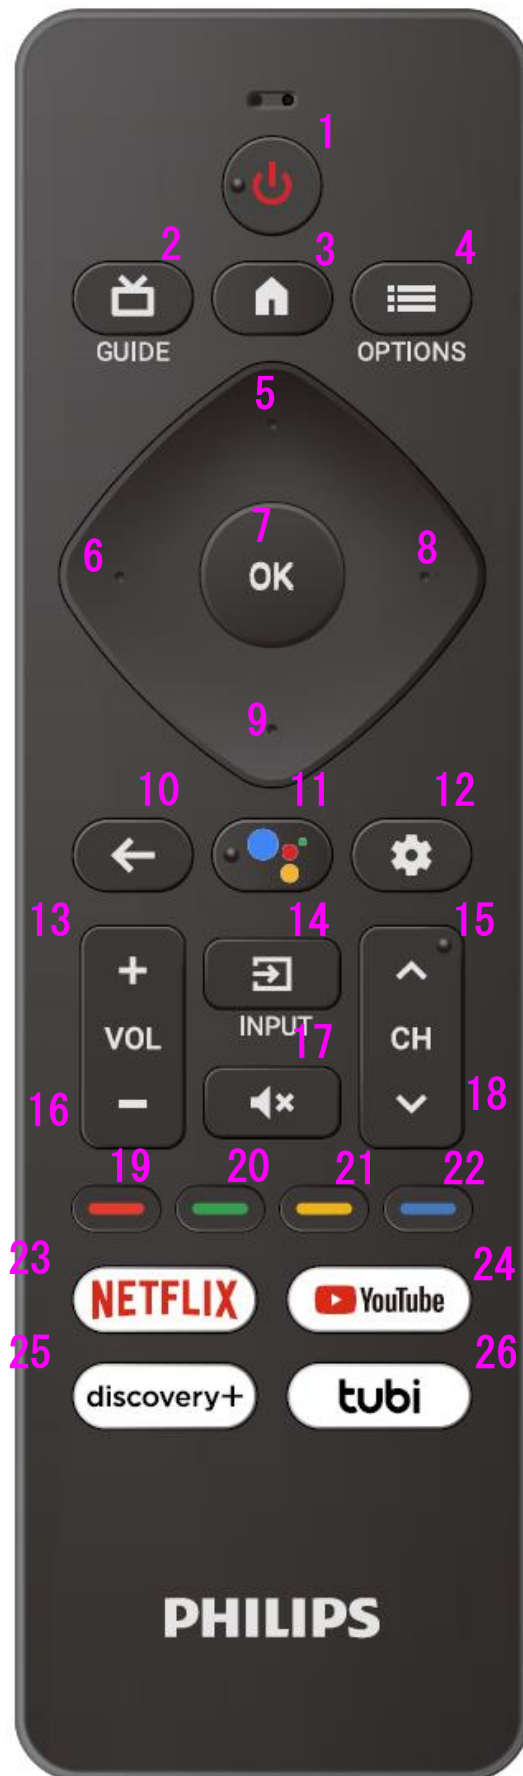 1
2 3 4
GUIDE OPTIONS
5
7
6 OK 8
9
10 11 12
13 14 15
+
VOL INPUT CH
17
16 − 18
19 20 21 22
23 24
NETFLIX YouTube
25 26
discovery+ tubi
PHILIPS